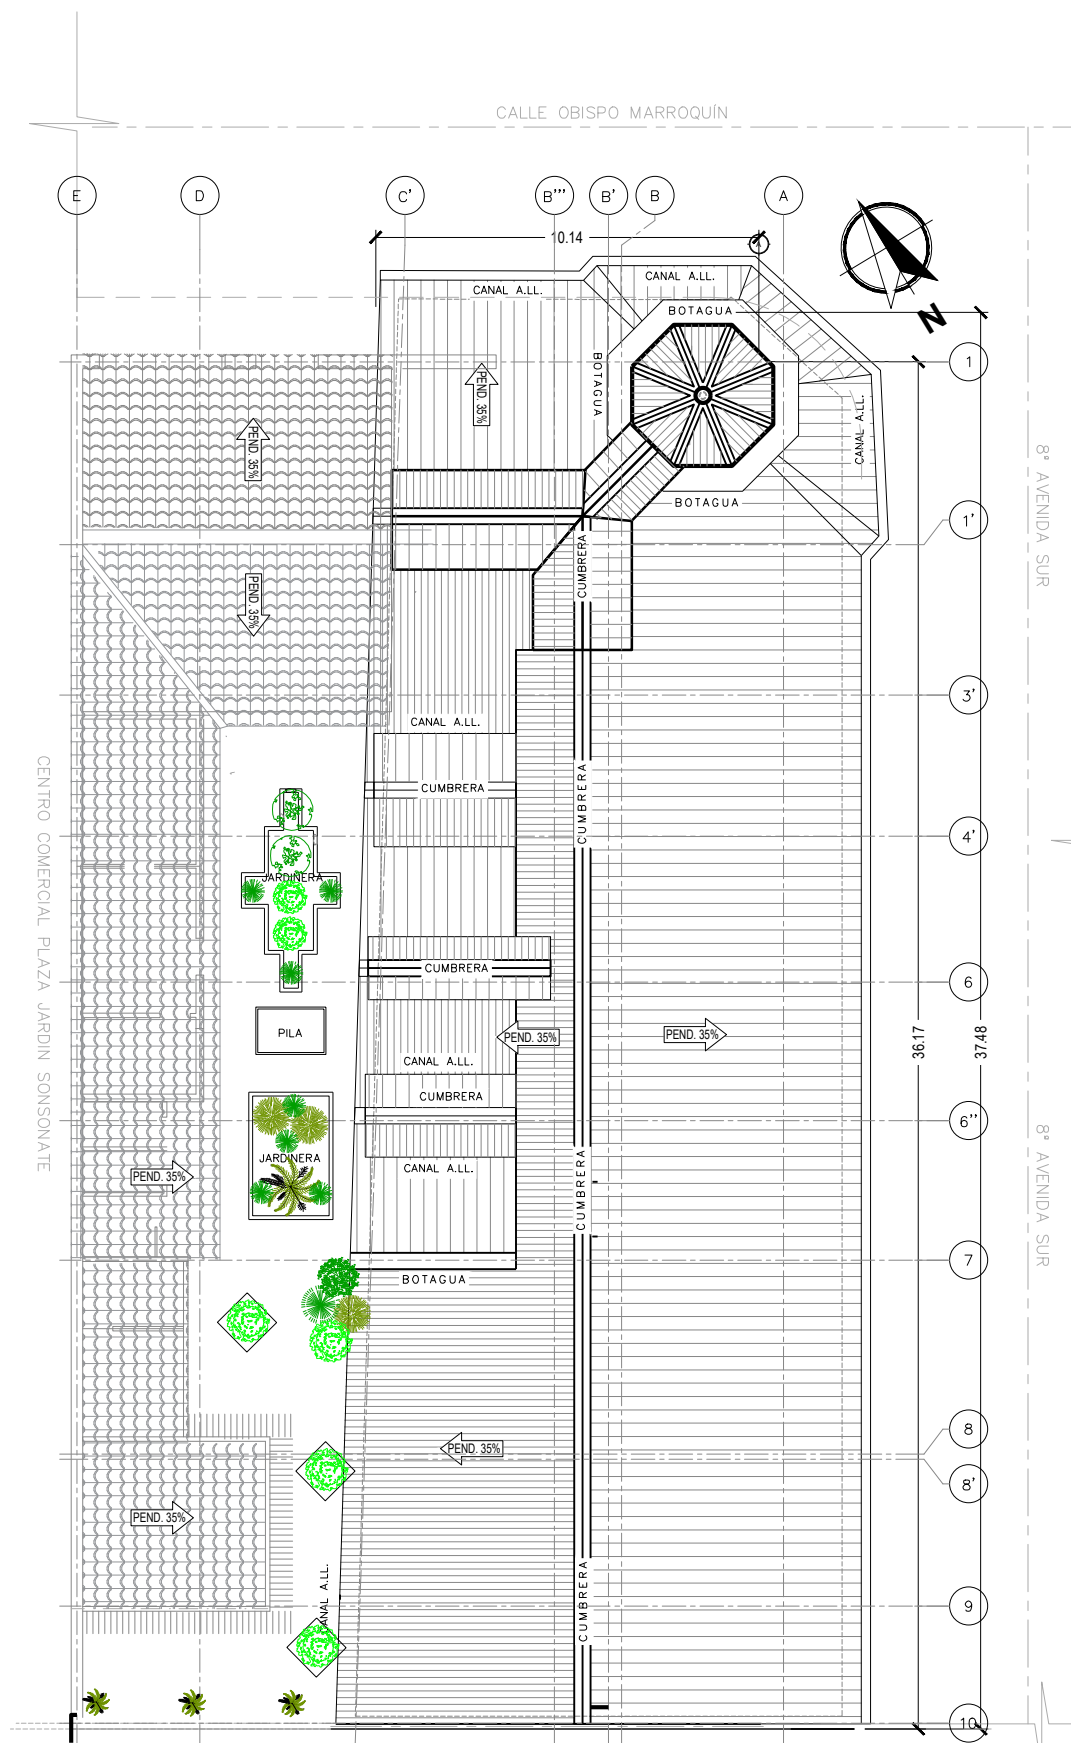 CALLE OBISPO MARROQUÍN
E
D
C'
B'''
B'
B
A
10.14
A
N
CANAL A.LL.
CANAL A.LL.
BOTAGUA
BOTAGUA
CANAL A.LL.
BOTAGUA
1
PEND. 35%
PEND. 35%
8ª AVENIDA SUR
1'
CUMBRERA
PEND. 35%
3'
CANAL A.LL.
CENTRO COMERCIAL PLAZA JARDIN SONSONATE
CUMBRERA
CUMBRERA
4'
JARDINERA
CUMBRERA
6
PILA
PEND. 35%
PEND. 35%
36.17
37.48
CANAL A.LL.
CUMBRERA
6''
JARDINERA
CANAL A.LL.
PEND. 35%
CUMBRERA
8ª AVENIDA SUR
7
BOTAGUA
8
PEND. 35%
8'
PEND. 35%
CANAL A.LL.
CUMBRERA
9
10